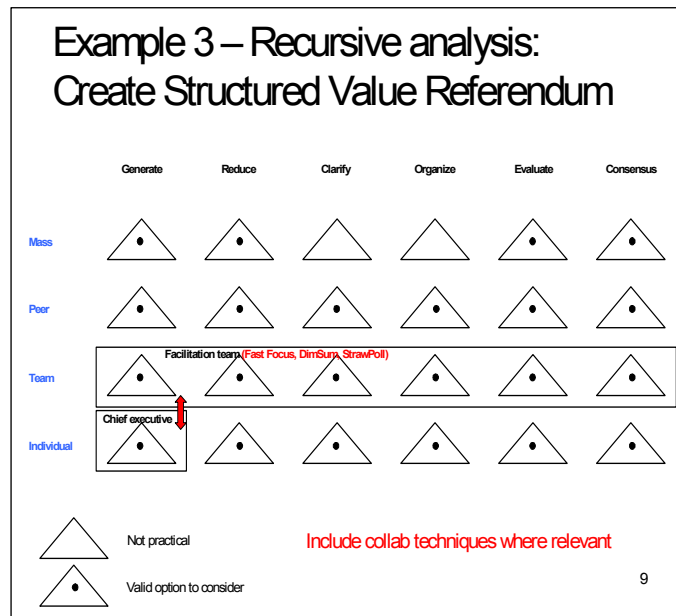 Example 3 – Recursive analysis:
Create Structured Value Referendum
Generate Reduce Clarify Organize Evaluate Consensus
Mass
Peer
Facilitation team (Fast Focus, DimSum, StrawPoll)
Team
Chief executive
Individual
Not practical
Include collab techniques where relevant
Valid option to consider
9